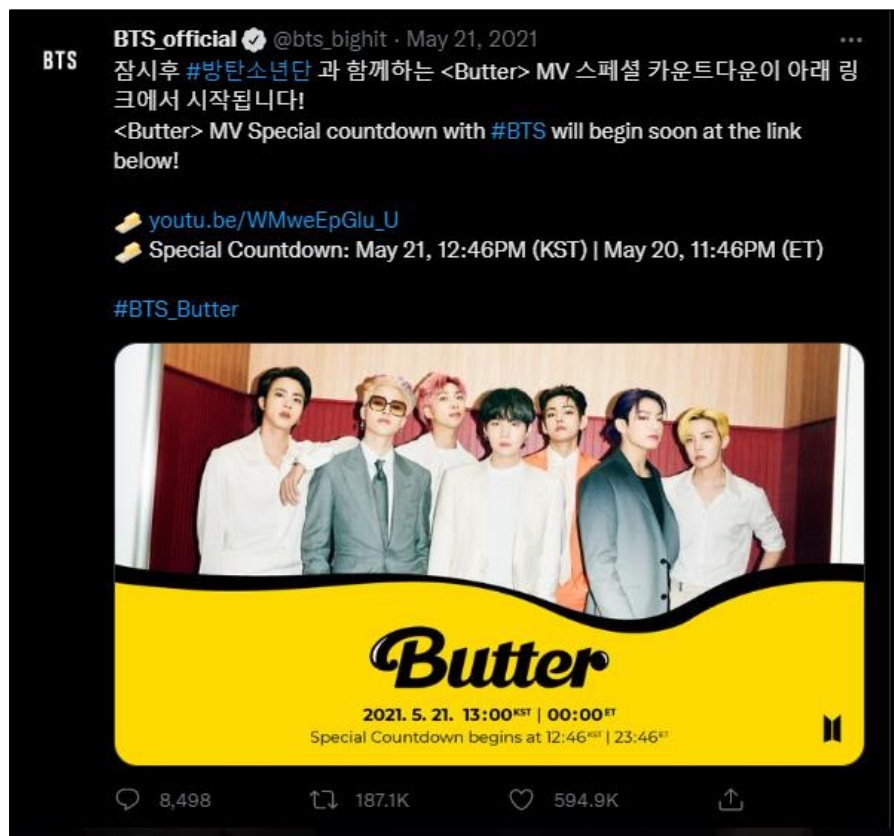 BTS
BTS_official @bts_bighit · May 21, 2021
잠시후 #방탄소년단 과 함께하는 <Butter> MV 스페셜 카운트다운이 아래 링
크에서 시작됩니다!
<Butter> MV Special countdown with #BTS will begin soon at the link
below!
🧈 youtu.be/WMweEpGlu_U
🧈 Special Countdown: May 21, 12:46PM (KST) | May 20, 11:46PM (ET)
#BTS_Butter
Butter
2021. 5. 21. 13:00KST | 00:00ET
Special Countdown begins at 12:46KST | 23:46ET
8,498 187.1K 594.9K